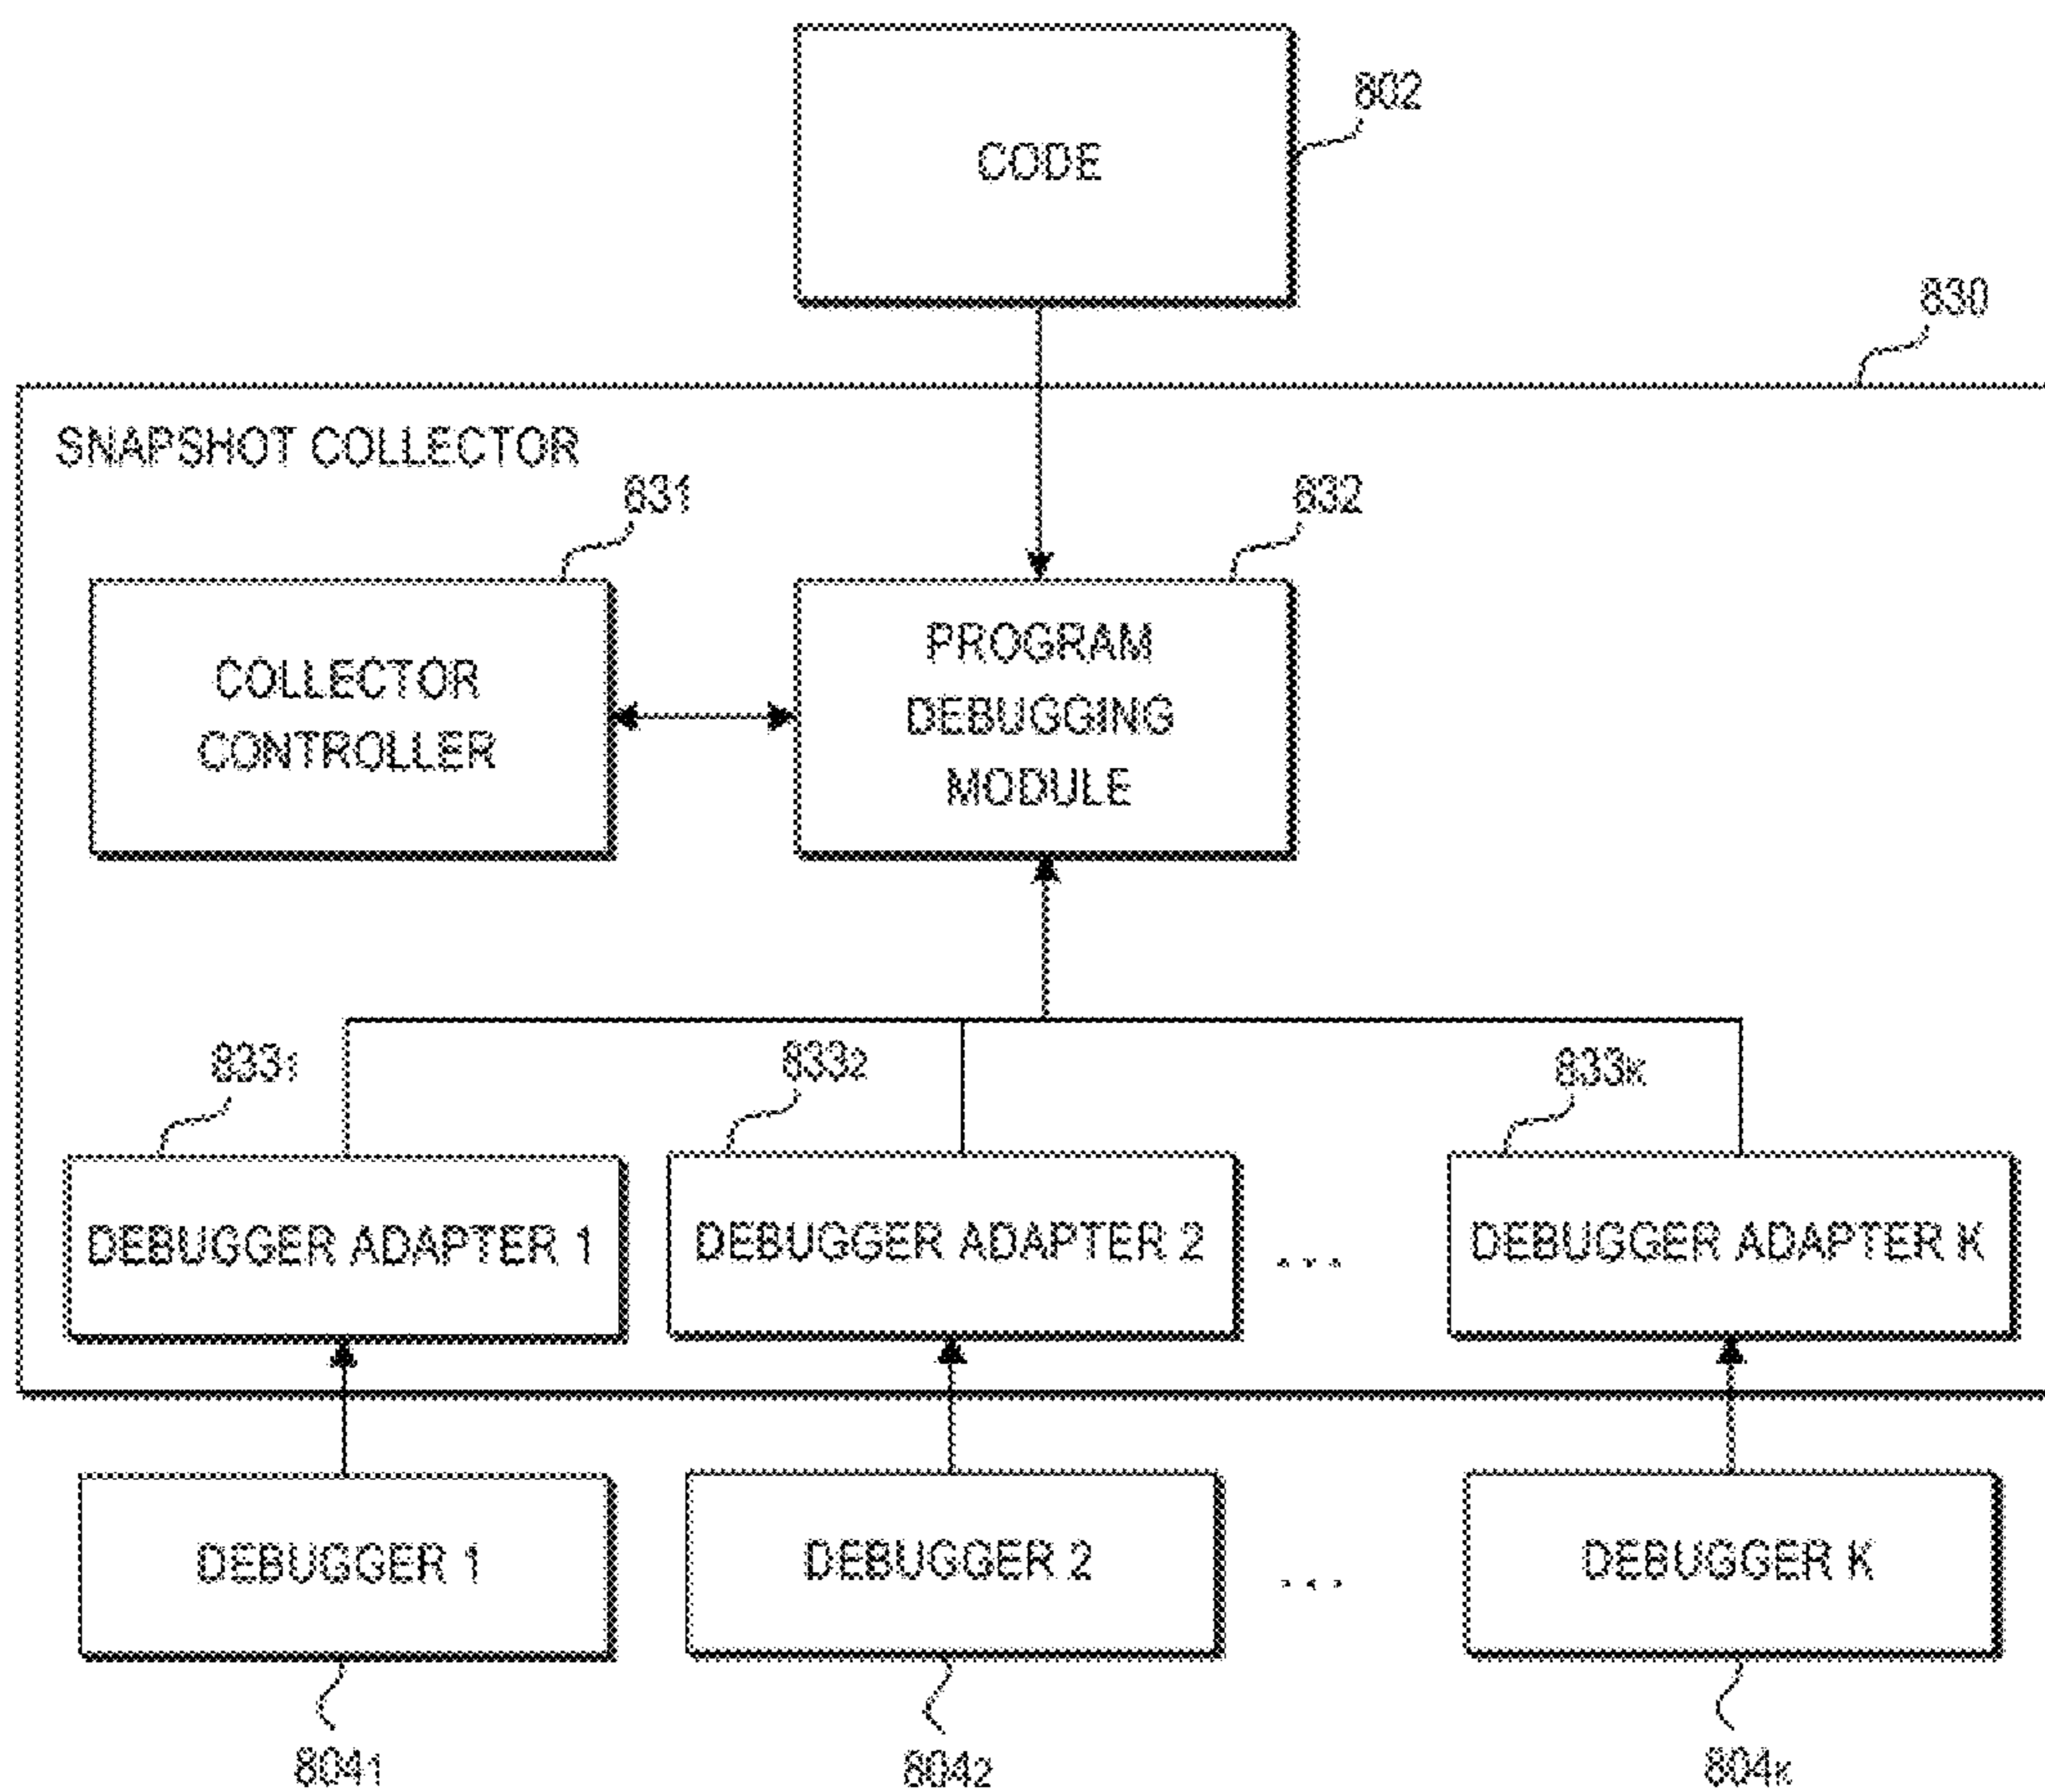 CODE
802
830
SNAPSHOT COLLECTOR
831
832
COLLECTOR
CONTROLLER
PROGRAM
DEBUGGING
MODULE
833₁
833₂
833ₖ
DEBUGGER ADAPTER 1
DEBUGGER ADAPTER 2
...
DEBUGGER ADAPTER K
DEBUGGER 1
DEBUGGER 2
...
DEBUGGER K
804₁
804₂
804ₖ